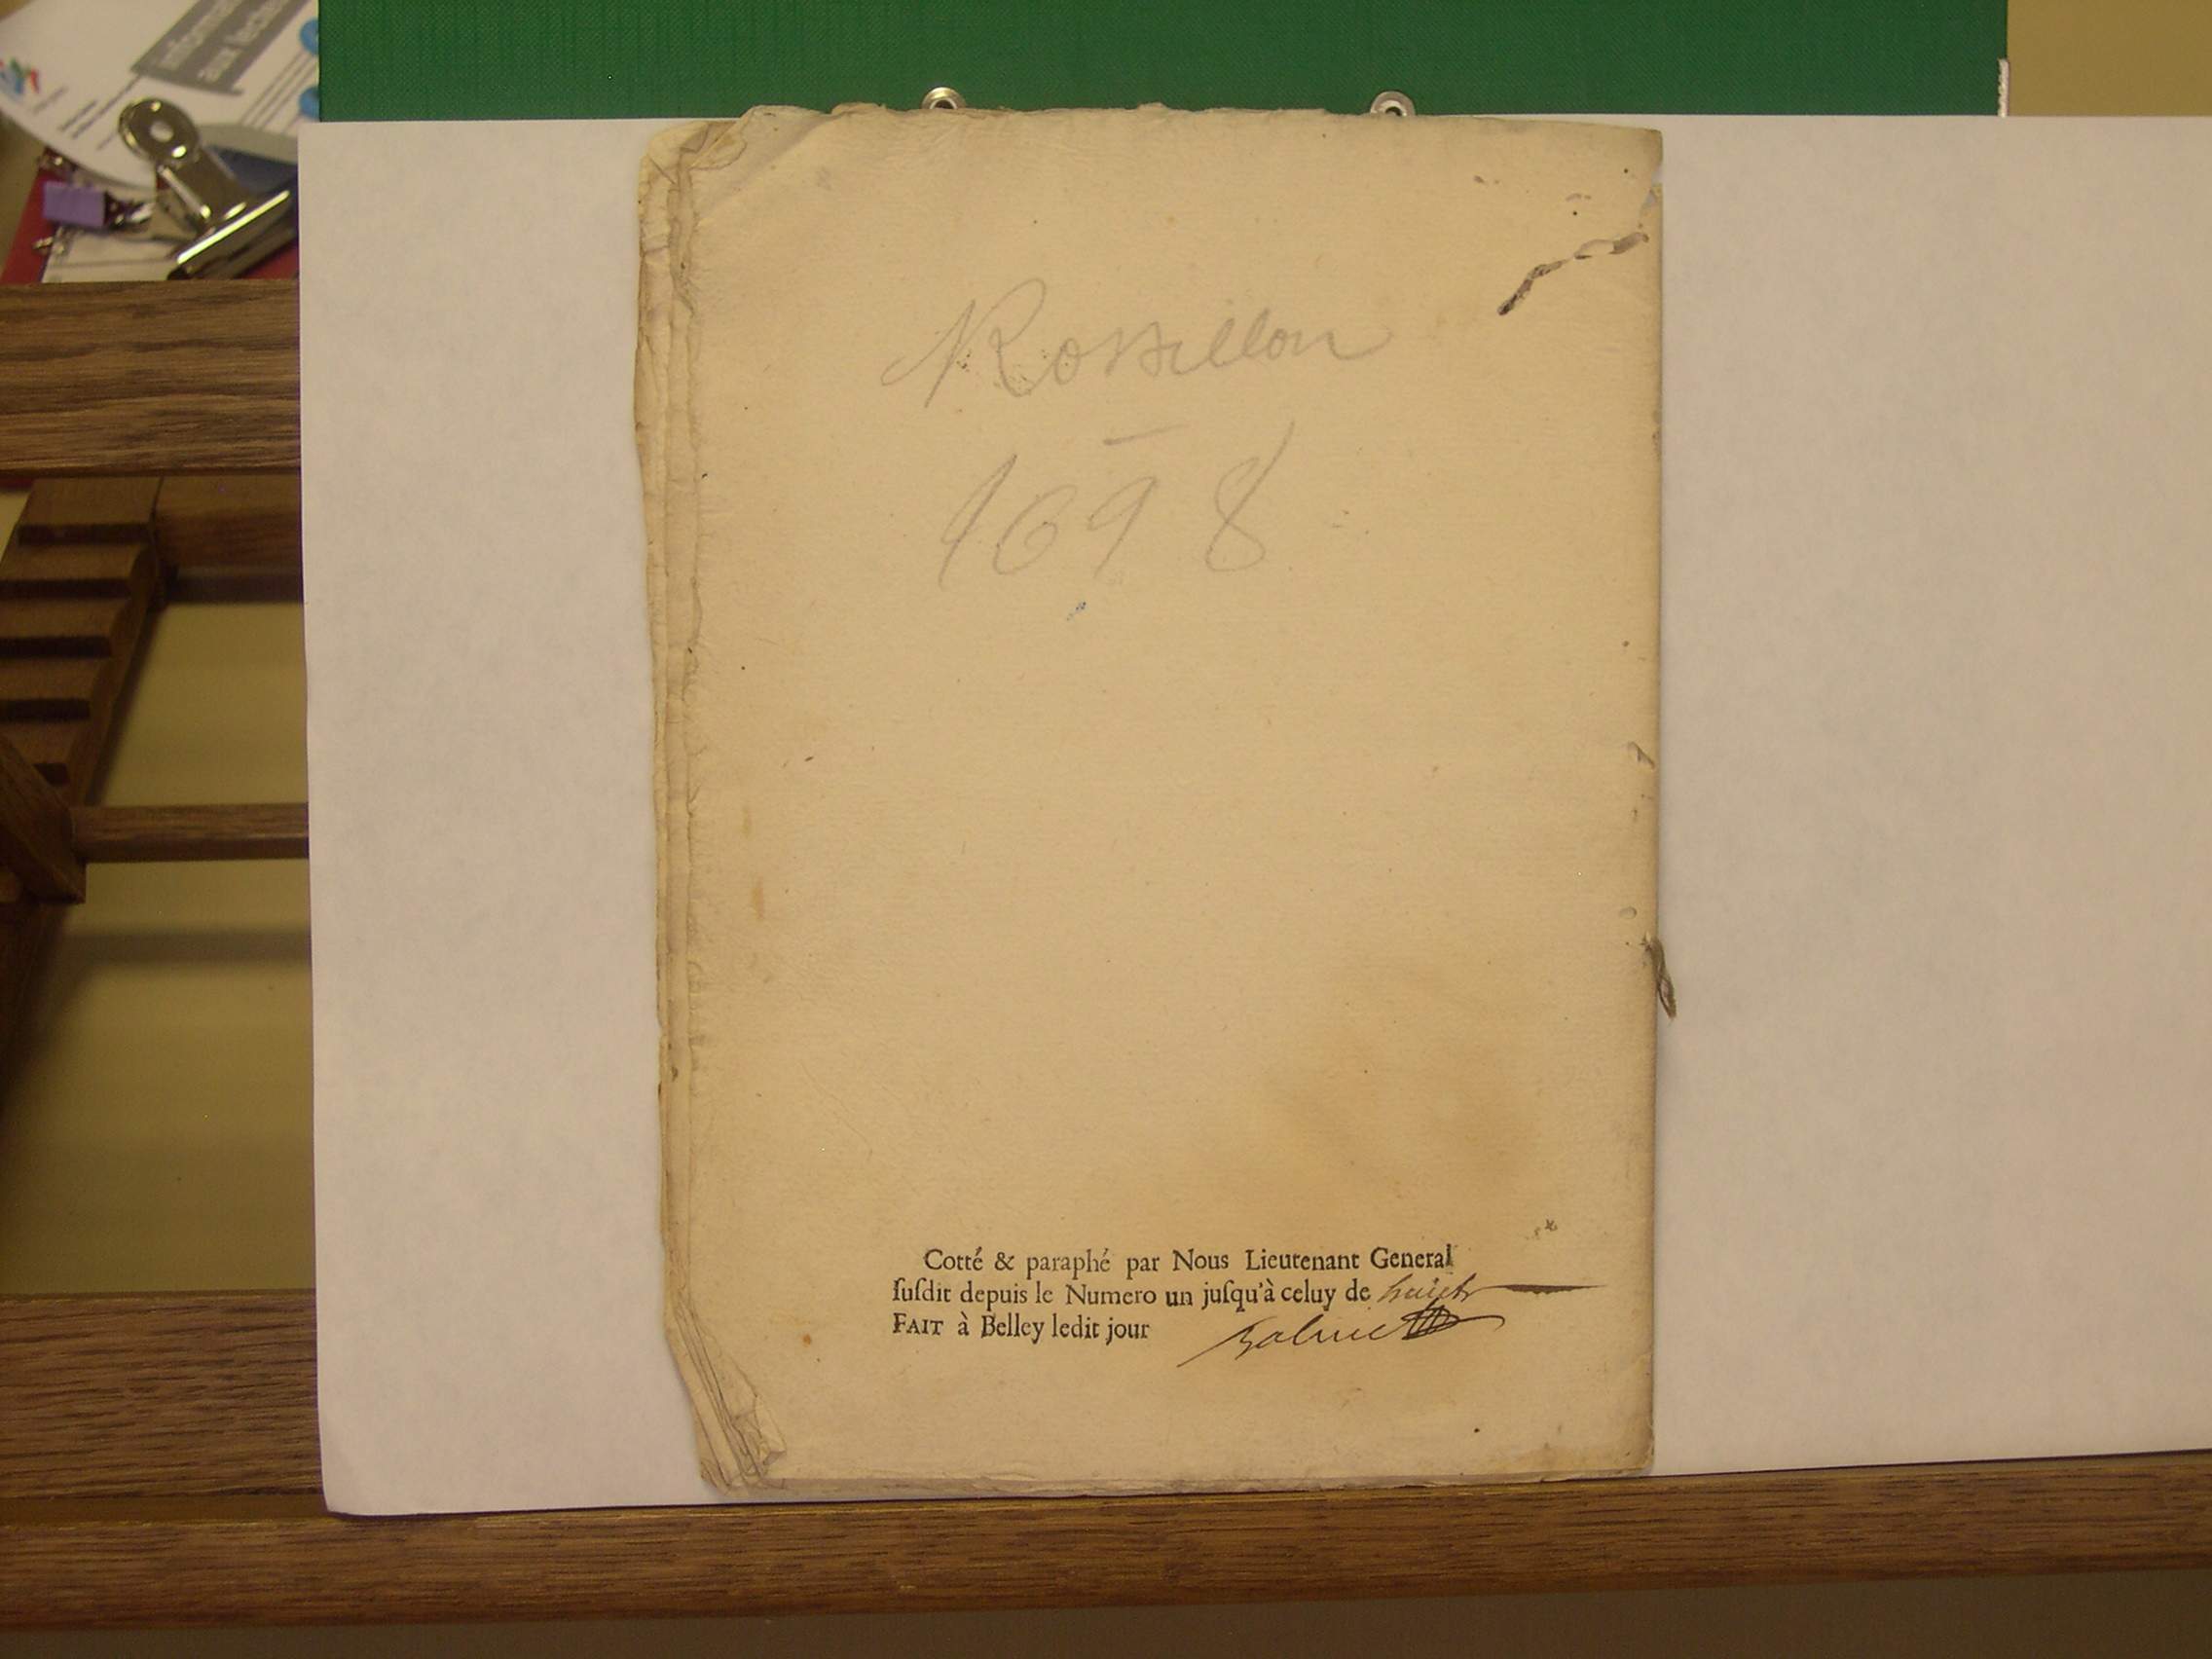 Rossillon
1698
Cotté & paraphé par Nous Lieutenant General
susdit depuis le Numero un jusqu'à celuy de huict
FAIT à Belley ledit jour